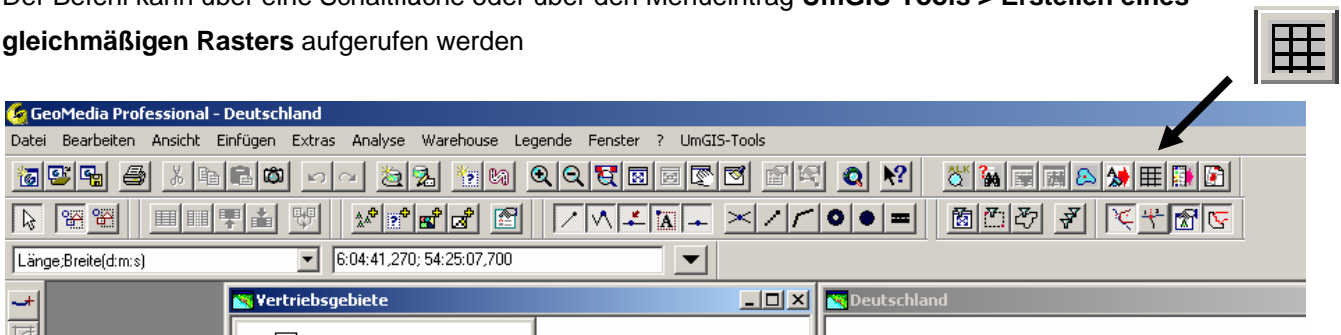 Der Befehl kann über eine Schaltfläche oder über den Menüeintrag UmGIS-Tools > Erstellen eines
gleichmäßigen Rasters aufgerufen werden
GeoMedia Professional - Deutschland
Datei Bearbeiten Ansicht Einfügen Extras Analyse Warehouse Legende Fenster ? UmGIS-Tools
Länge;Breite(d:m:s) 6:04:41,270; 54:25:07,700
Vertriebsgebiete Deutschland